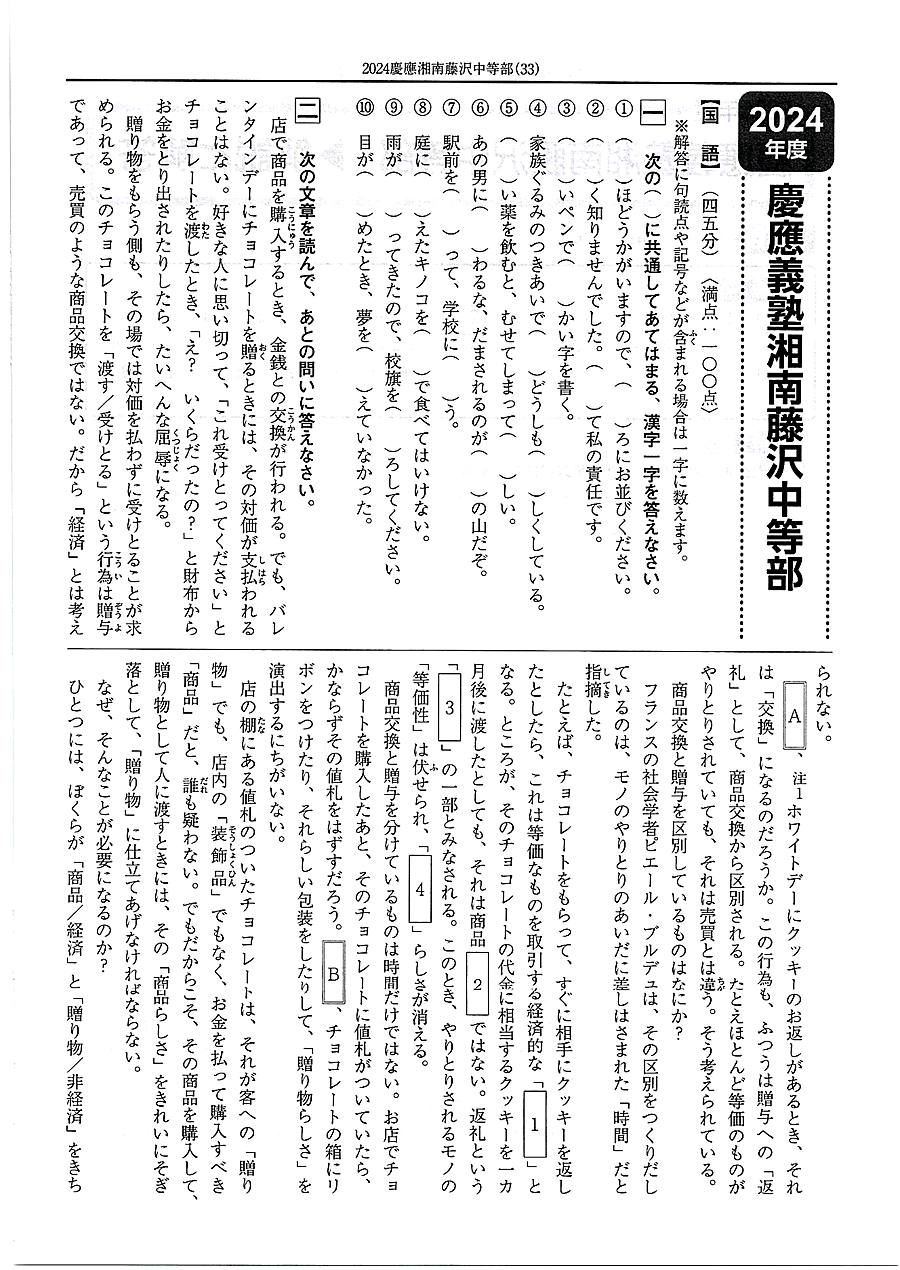 2024慶應湘南藤沢中等部(33)
2024年度
慶應義塾湘南藤沢中等部
【国 語】(四五分)〈満点：一〇〇点〉
※解答に句読点や記号などが含まれる場合は一字に数えます。
一 次の( )に共通してあてはまる、漢字一字を答えなさい。
① ( )ほどうかがいますので、( )ろにお並びください。
② ( )く知りませんでした。( )て私の責任です。
③ ( )いペンで( )かい字を書く。
④ 家族ぐるみのつきあいで( )どうしも( )しくしている。
⑤ ( )い薬を飲むと、むせてしまって( )しい。
⑥ あの男に( )わるな、だまされるのが( )の山だぞ。
⑦ 駅前を( )って、学校に( )う。
⑧ 庭に( )えたキノコを( )で食べてはいけない。
⑨ 雨が( )ってきたので、校旗を( )ろしてください。
⑩ 目が( )めたとき、夢を( )えていなかった。
二 次の文章を読んで、あとの問いに答えなさい。
店で商品を購入するとき、金銭との交換が行われる。でも、バレ
ンタインデーにチョコレートを贈るときには、その対価が支払われる
ことはない。好きな人に思い切って、「これ受けとってください」と
チョコレートを渡したとき、「え? いくらだったの?」と財布から
お金をとり出されたりしたら、たいへんな屈辱になる。
贈り物をもらう側も、その場では対価を払わずに受けとることが求
められる。このチョコレートを「渡す／受けとる」という行為は贈与
であって、売買のような商品交換ではない。だから「経済」とは考え
られない。
A、注1ホワイトデーにクッキーのお返しがあるとき、それ
は「交換」になるのだろうか。この行為も、ふつうは贈与への「返
礼」として、商品交換から区別される。たとえほとんど等価のものが
やりとりされていても、それは売買とは違う。そう考えられている。
商品交換と贈与を区別しているものはなにか?
フランスの社会学者ピエール・ブルデュは、その区別をつくりだし
ているのは、モノのやりとりのあいだに差しはさまれた「時間」だと
指摘した。
たとえば、チョコレートをもらって、すぐに相手にクッキーを返し
たとしたら、これは等価なものを取引する経済的な「1」と
なる。ところが、そのチョコレートの代金に相当するクッキーを一カ
月後に渡したとしても、それは商品2ではない。返礼という
「3」の一部とみなされる。このとき、やりとりされるモノの
「等価性」は伏せられ、「4」らしさが消える。
商品交換と贈与を分けているものは時間だけではない。お店でチョ
コレートを購入したあと、そのチョコレートに値札がついていたら、
かならずその値札をはずすだろう。B、チョコレートの箱にリ
ボンをつけたり、それらしい包装をしたりして、「贈り物らしさ」を
演出するにちがいない。
店の棚にある値札のついたチョコレートは、それが客への「贈り
物」でも、店内の「装飾品」でもなく、お金を払って購入すべき
「商品」だと、誰も疑わない。でもだからこそ、その商品を購入して、
贈り物として人に渡すときには、その「商品らしさ」をきれいにそぎ
落として、「贈り物」に仕立てあげなければならない。
なぜ、そんなことが必要になるのか?
ひとつには、ぼくらが「商品／経済」と「贈り物／非経済」をきち